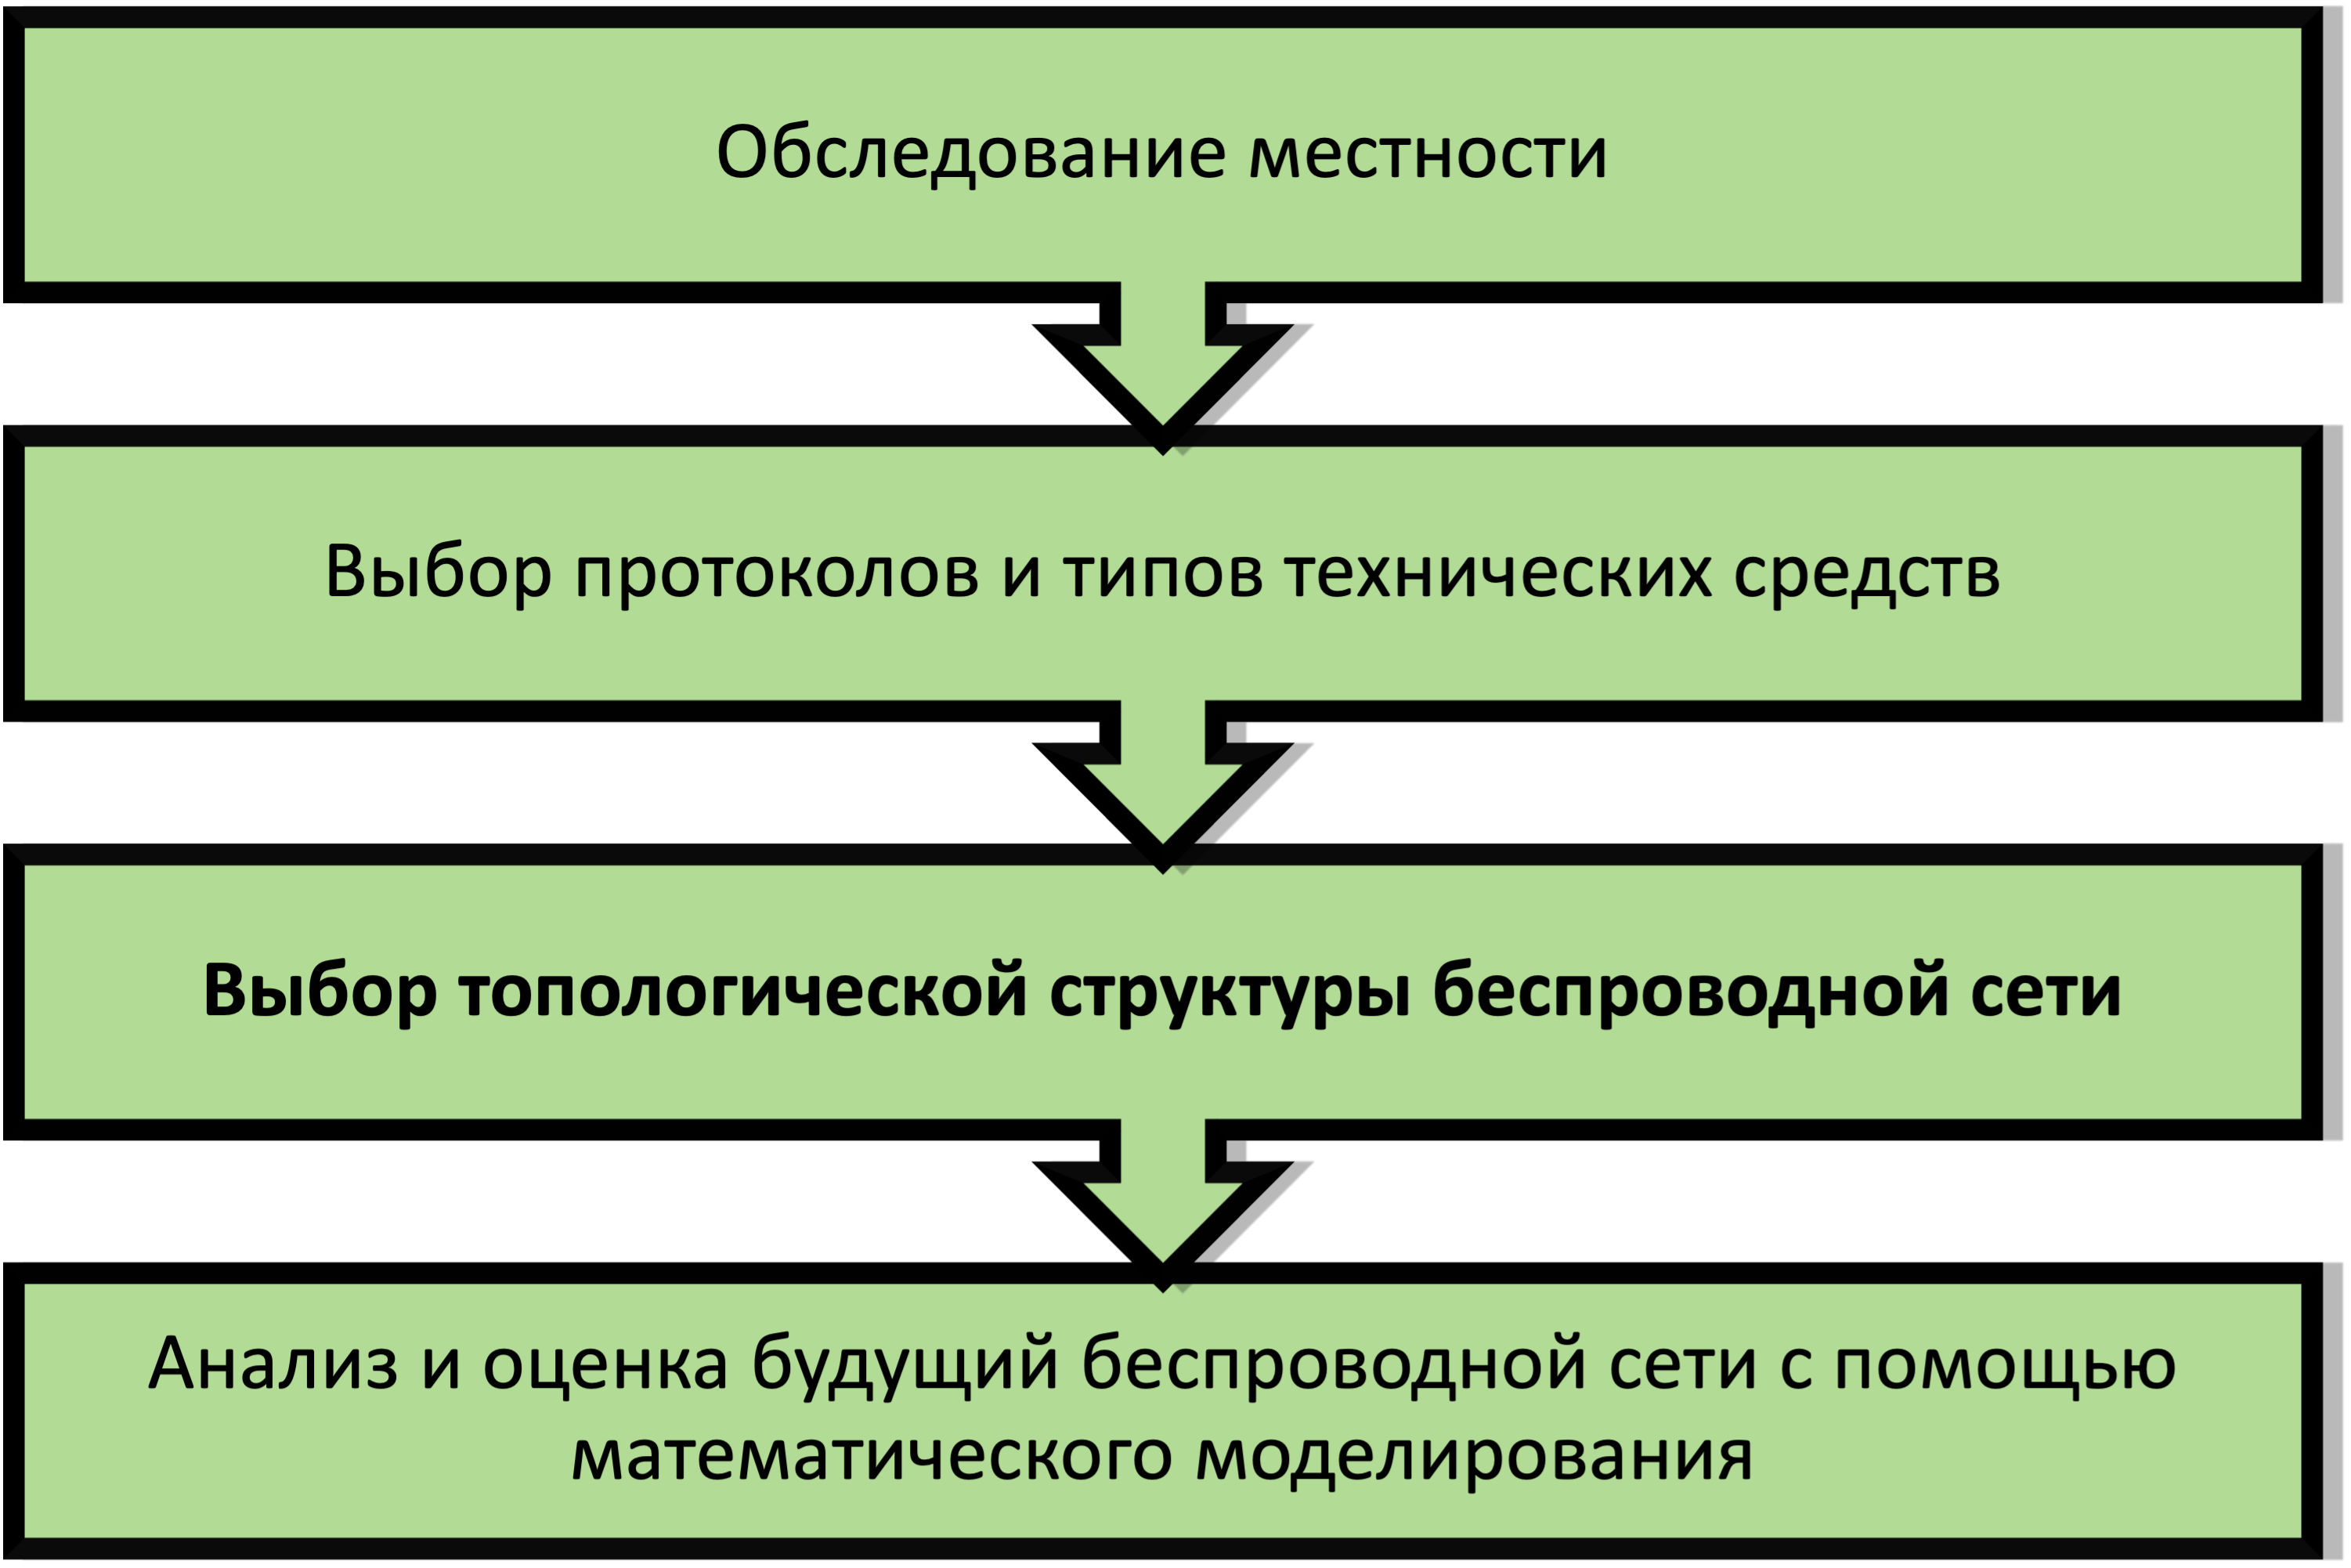 Обследование местности
Выбор протоколов и типов технических средств
Выбор топологической структуры беспроводной сети
Анализ и оценка будущий беспроводной сети с помощью
математического моделирования